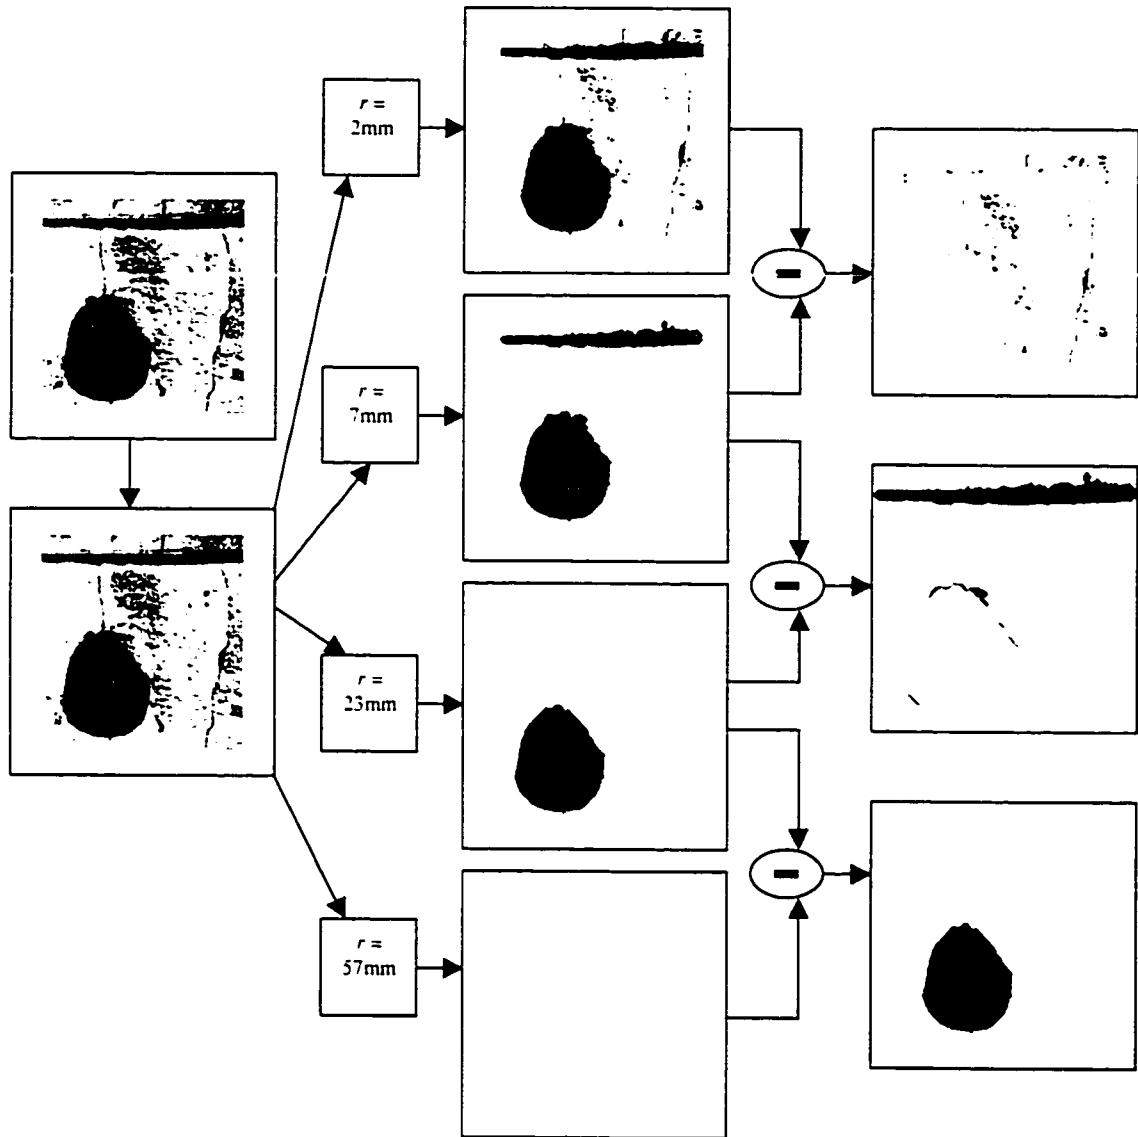 r =
2mm
r =
7mm
r =
23mm
r =
57mm